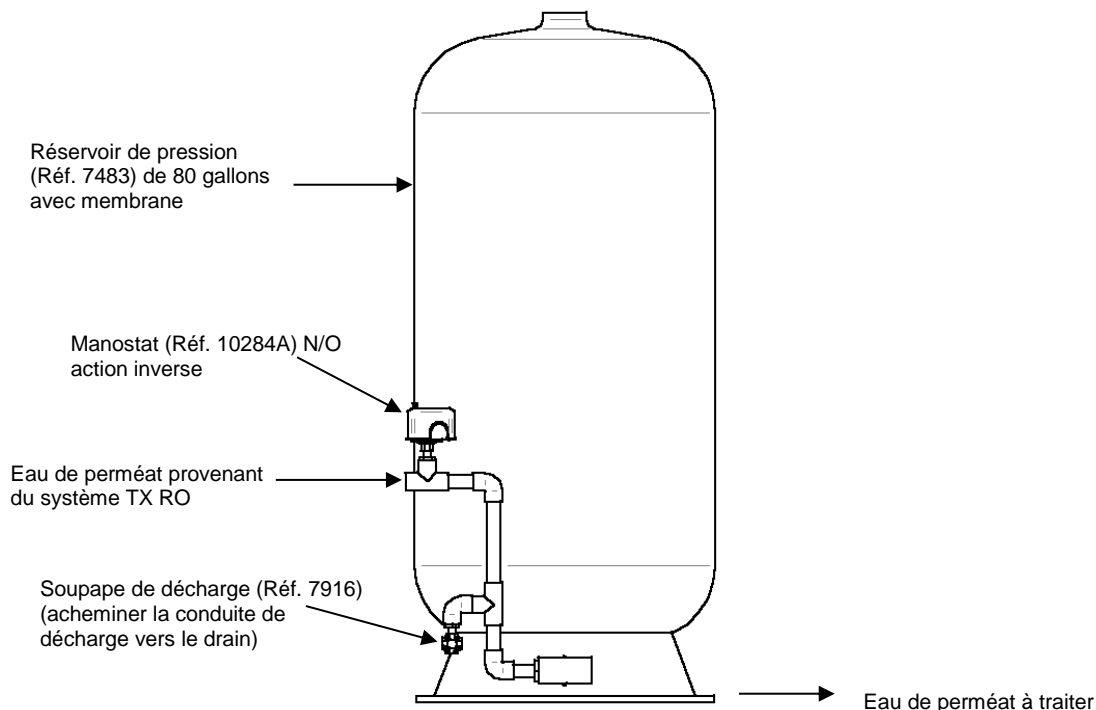 Réservoir de pression
(Réf. 7483) de 80 gallons
avec membrane
Manostat (Réf. 10284A) N/O
action inverse
Eau de perméat provenant
du système TX RO
Soupape de décharge (Réf. 7916)
(acheminer la conduite de
décharge vers le drain)
Eau de perméat à traiter